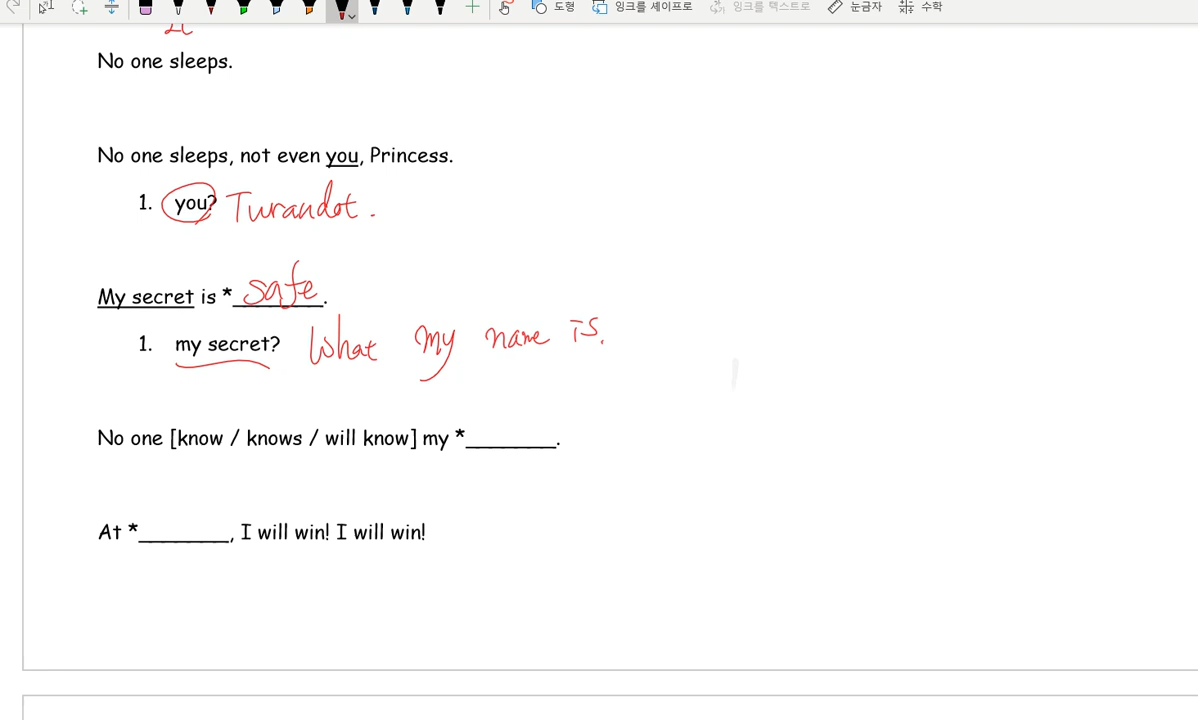 도형 잉크를 셰이프로 잉크를 텍스트로 눈금자 수학
No one sleeps.
No one sleeps, not even you, Princess.
1. you? Turandot.
My secret is *safe.
1. my secret? What my name is.
No one [know / knows / will know] my *_______.
At *_______, I will win! I will win!